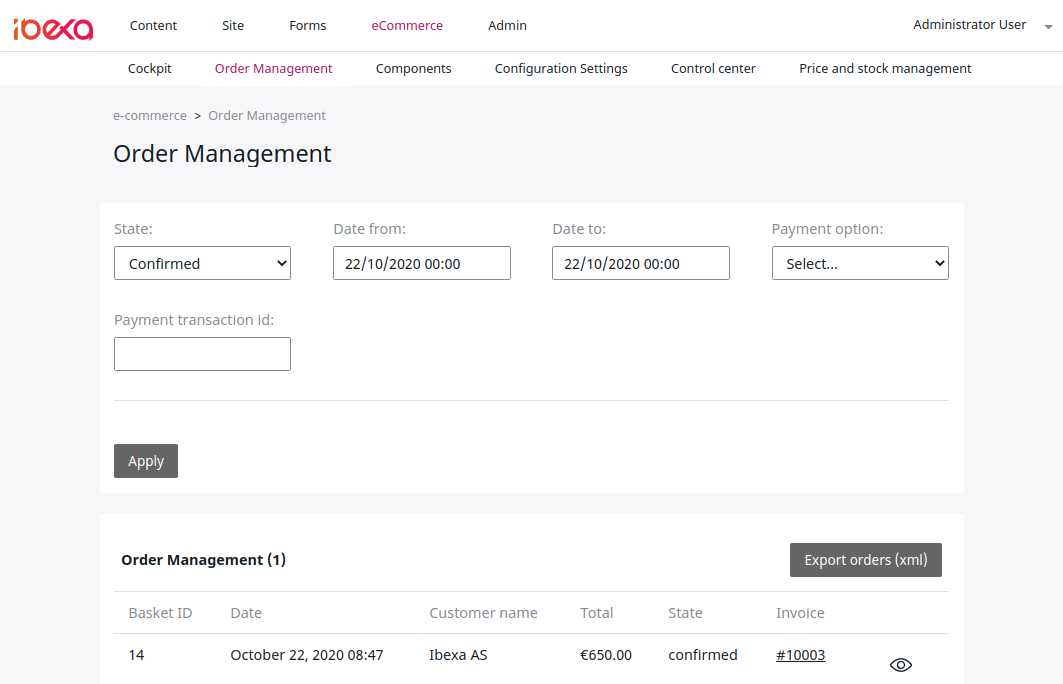 ibexa Content Site Forms eCommerce Admin Administrator User
Cockpit Order Management Components Configuration Settings Control center Price and stock management
e-commerce > Order Management
Order Management
State: Date from: Date to: Payment option:
Confirmed 22/10/2020 00:00 22/10/2020 00:00 Select...
Payment transaction id:
Apply
Order Management (1) Export orders (xml)
Basket ID Date Customer name Total State Invoice
14 October 22, 2020 08:47 Ibexa AS €650.00 confirmed #10003